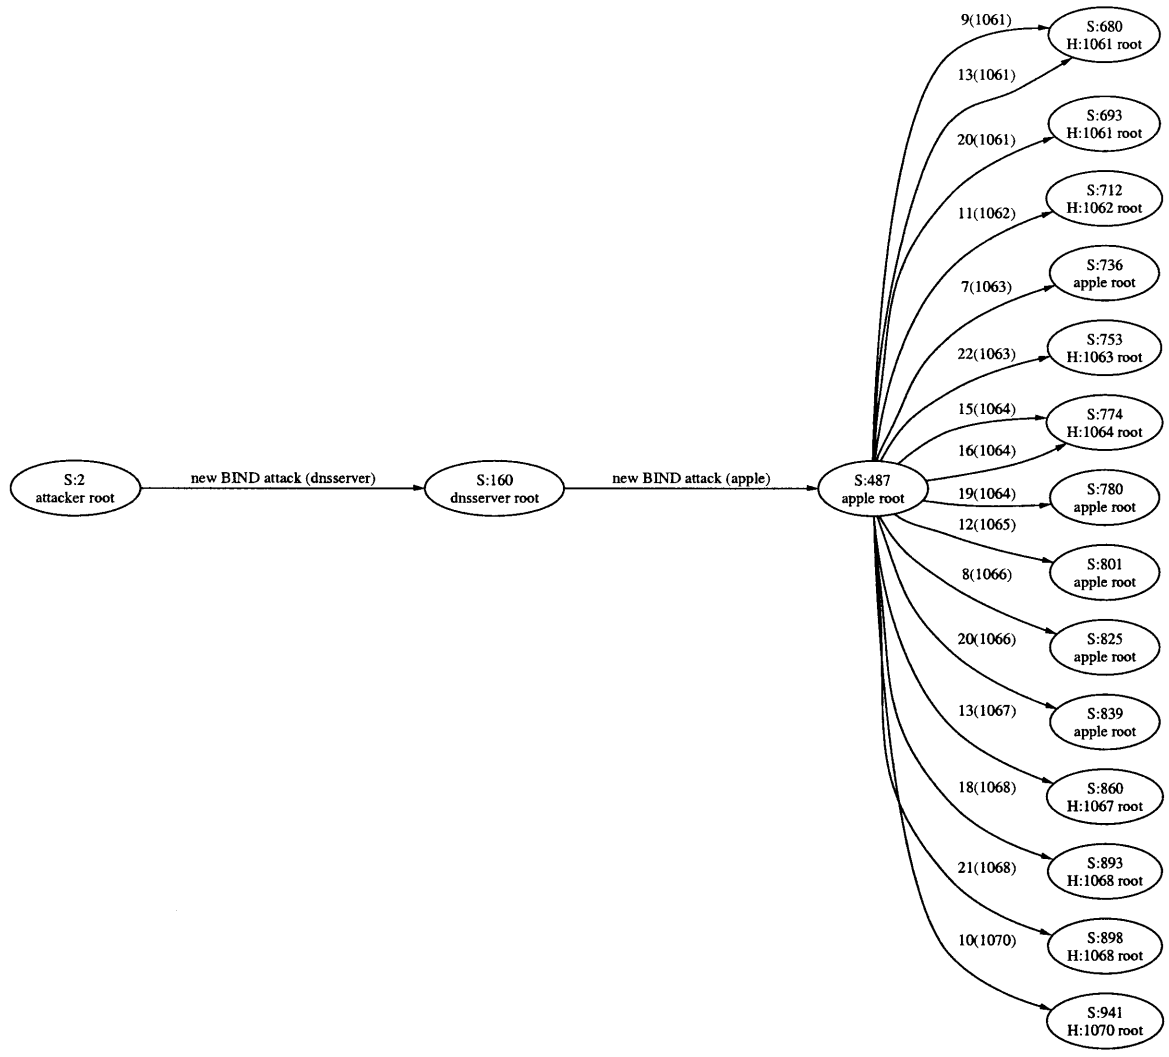 9(1061)
S:680
H:1061 root
13(1061)
S:693
H:1061 root
20(1061)
S:712
H:1062 root
11(1062)
S:736
apple root
7(1063)
S:753
H:1063 root
22(1063)
S:774
H:1064 root
15(1064)
16(1064)
S:2
attacker root
new BIND attack (dnsserver)
S:160
dnsserver root
new BIND attack (apple)
S:487
apple root
19(1064)
S:780
apple root
12(1065)
S:801
apple root
8(1066)
S:825
apple root
20(1066)
S:839
apple root
13(1067)
S:860
H:1067 root
18(1068)
S:893
H:1068 root
21(1068)
S:898
H:1068 root
10(1070)
S:941
H:1070 root